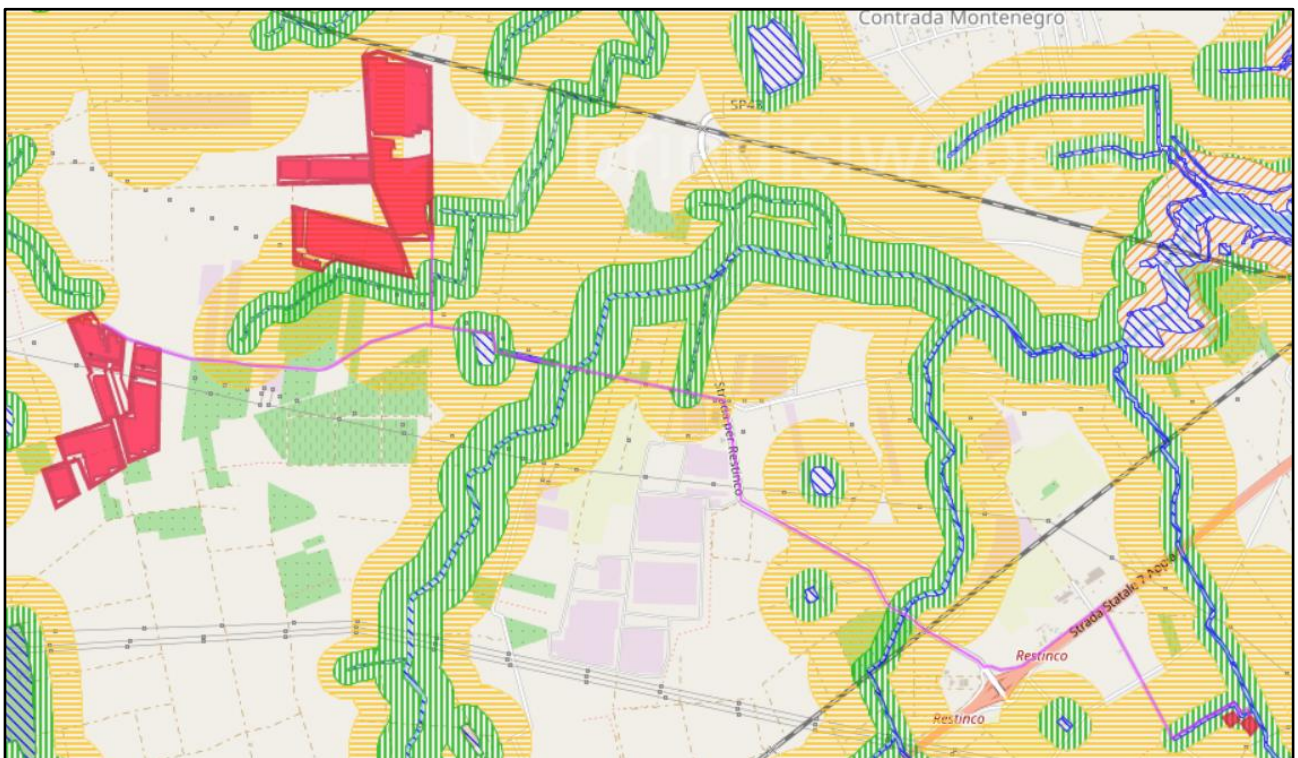 Contrada Montenegro
SP43
Strada per Restinco
Strada Statale 7 Appia
Restinco
Restinco